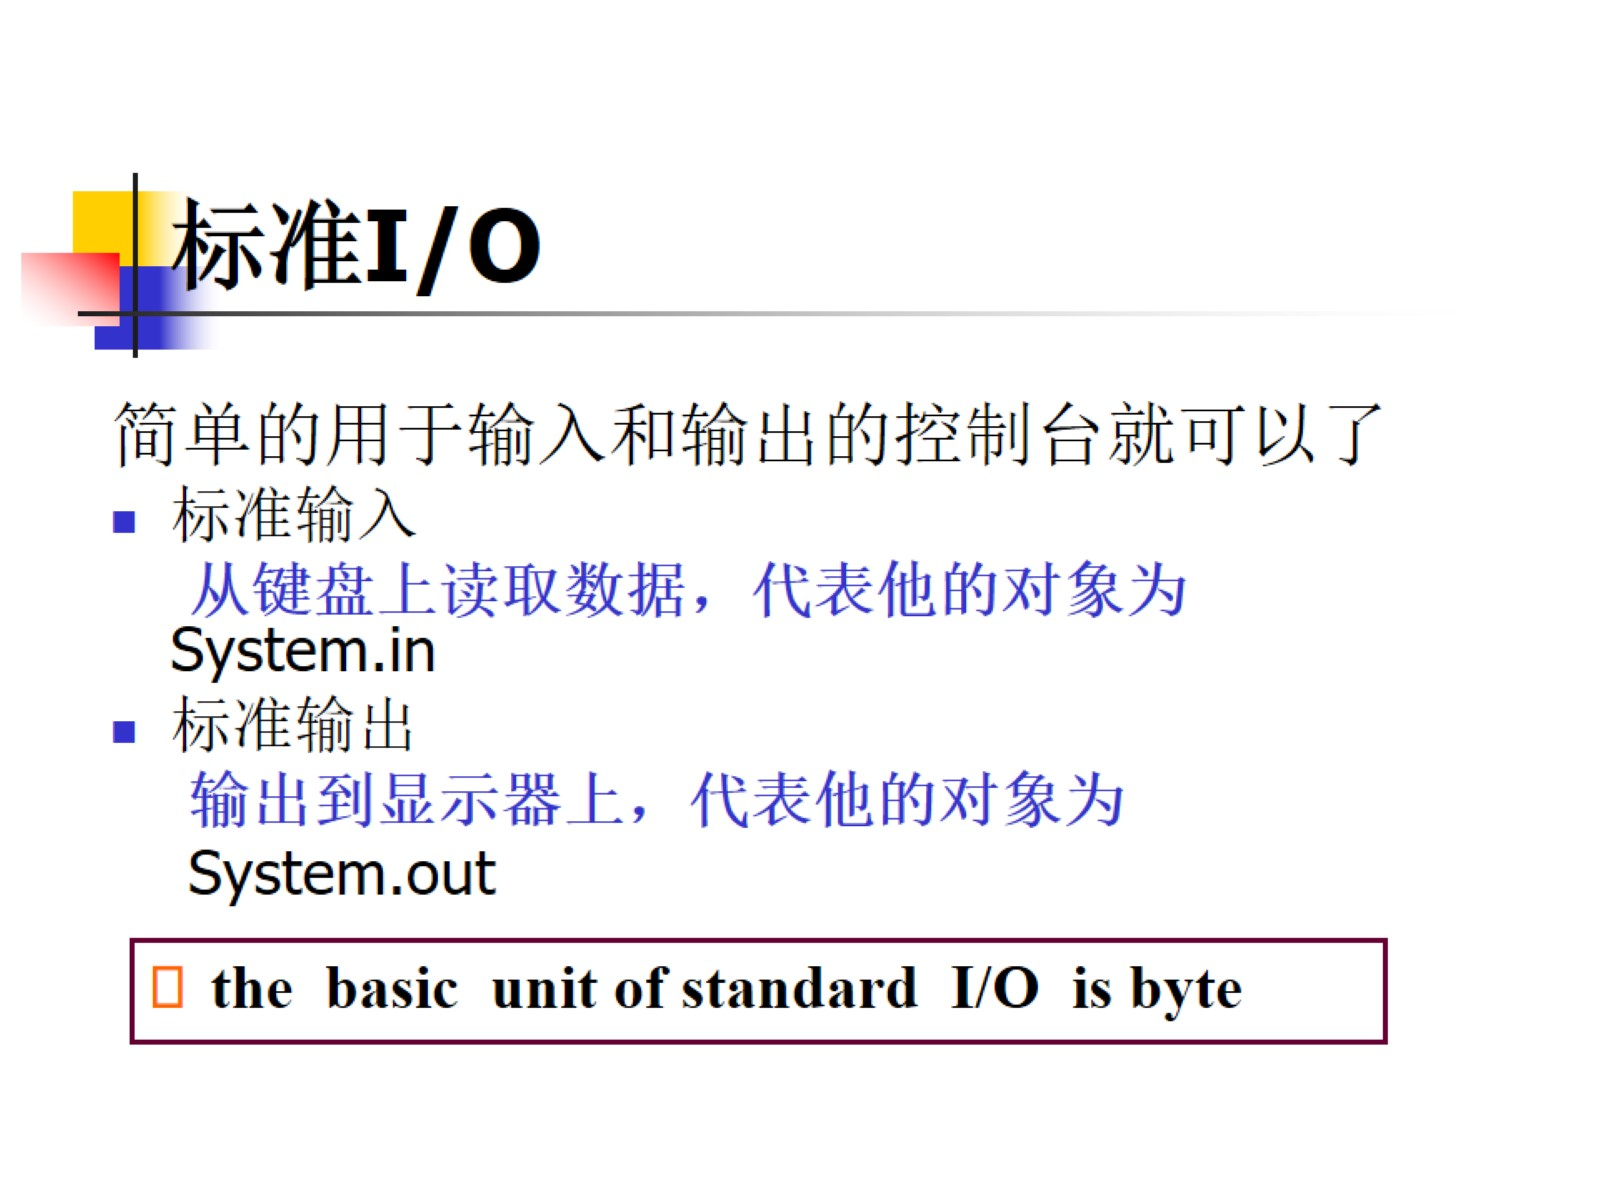 标准I/O
简单的用于输入和输出的控制台就可以了
标准输入
从键盘上读取数据，代表他的对象为
System.in
标准输出
输出到显示器上，代表他的对象为
System.out
the basic unit of standard I/O is byte